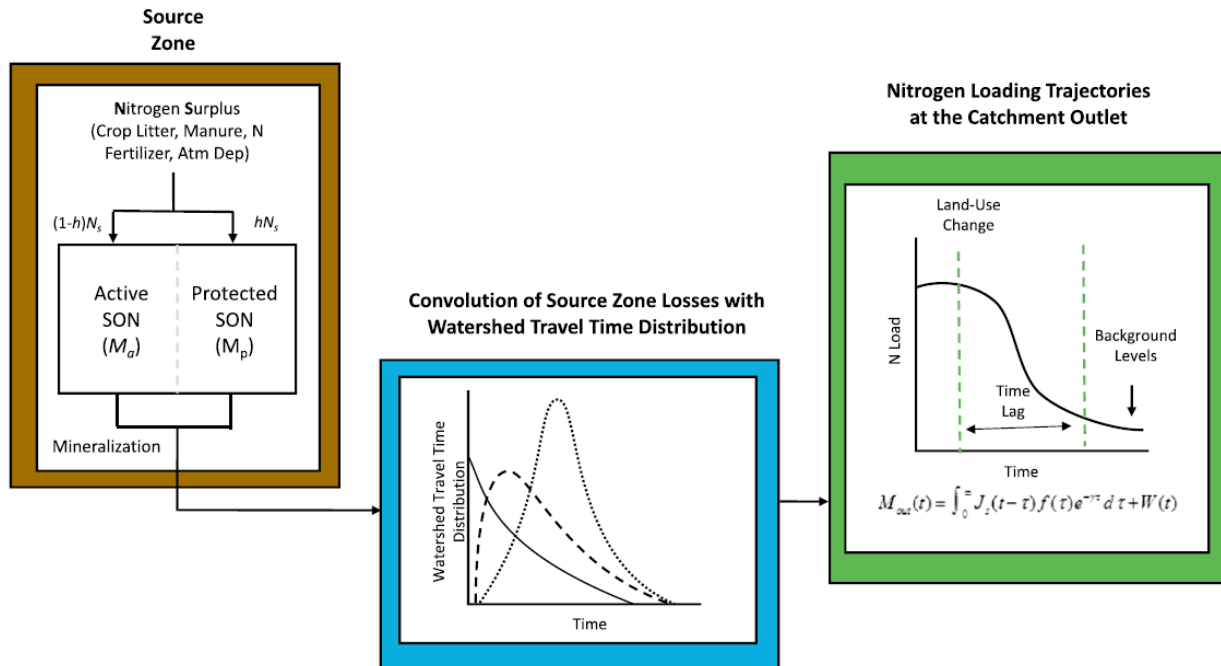 Source
Zone
Nitrogen Surplus
(Crop Litter, Manure, N
Fertilizer, Atm Dep)
(1-h)Nₛ
hNₛ
Active
SON
(Mₐ)
Protected
SON
(Mₚ)
Mineralization
Convolution of Source Zone Losses with
Watershed Travel Time Distribution
Watershed Travel Time
Distribution
Time
Nitrogen Loading Trajectories
at the Catchment Outlet
Land-Use
Change
N Load
Background
Levels
Time
Lag
Time
M_out(t) = ∫₀^∞ Jₛ(t−τ) f(τ)e^{−γτ} dτ + W(t)